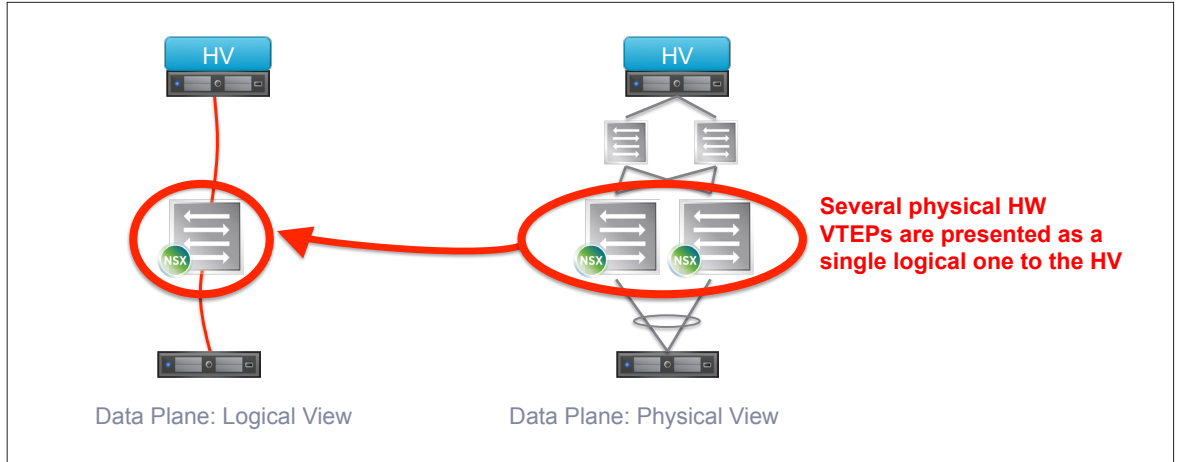 HV
HV
NSX
NSX
NSX
Several physical HW
VTEPs are presented as a
single logical one to the HV
Data Plane: Logical View
Data Plane: Physical View